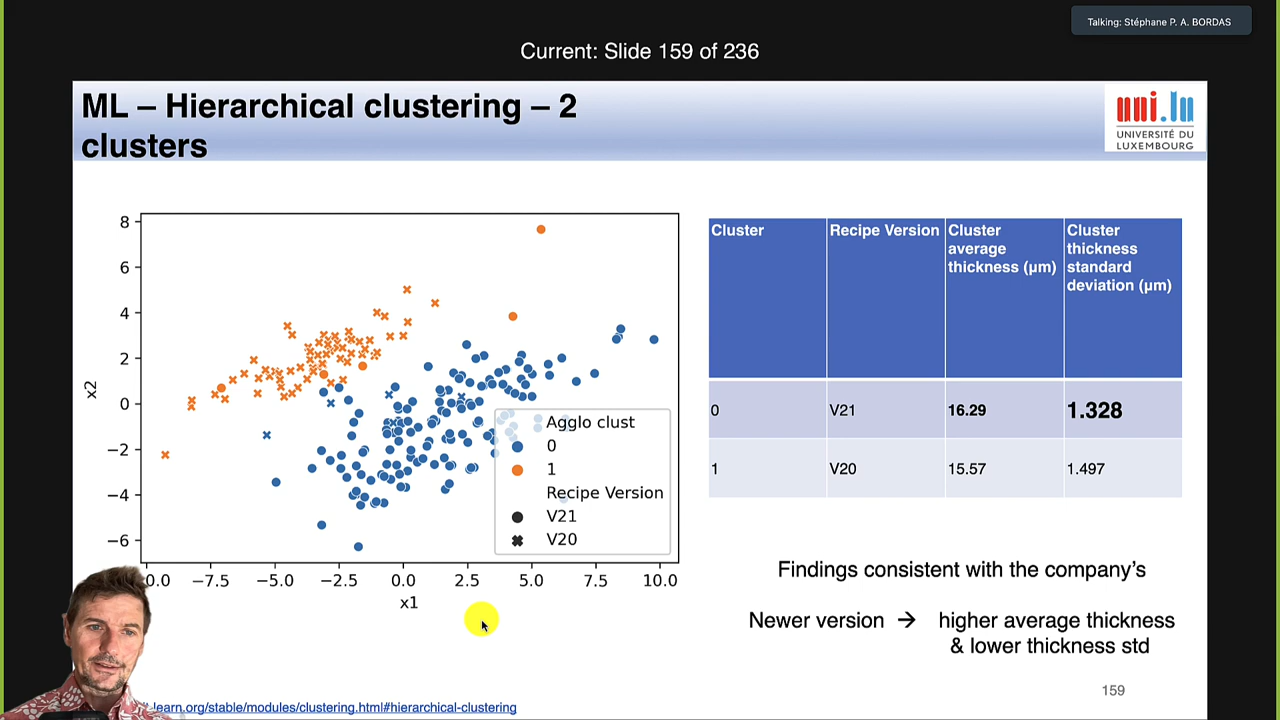 Talking: Stéphane P. A. BORDAS
Current: Slide 159 of 236
ML – Hierarchical clustering – 2
clusters
uni.lu
UNIVERSITÉ DU
LUXEMBOURG
8
6
4
2
0
−2
−4
−6
x2
0.0
−7.5
−5.0
−2.5
0.0
2.5
5.0
7.5
10.0
x1
Agglo clust
0
1
Recipe Version
V21
V20
Cluster
Recipe Version
Cluster
average
thickness (µm)
Cluster
thickness
standard
deviation (µm)
0
V21
16.29
1.328
1
V20
15.57
1.497
Findings consistent with the company’s
Newer version → higher average thickness
& lower thickness std
159
learn.org/stable/modules/clustering.html#hierarchical-clustering